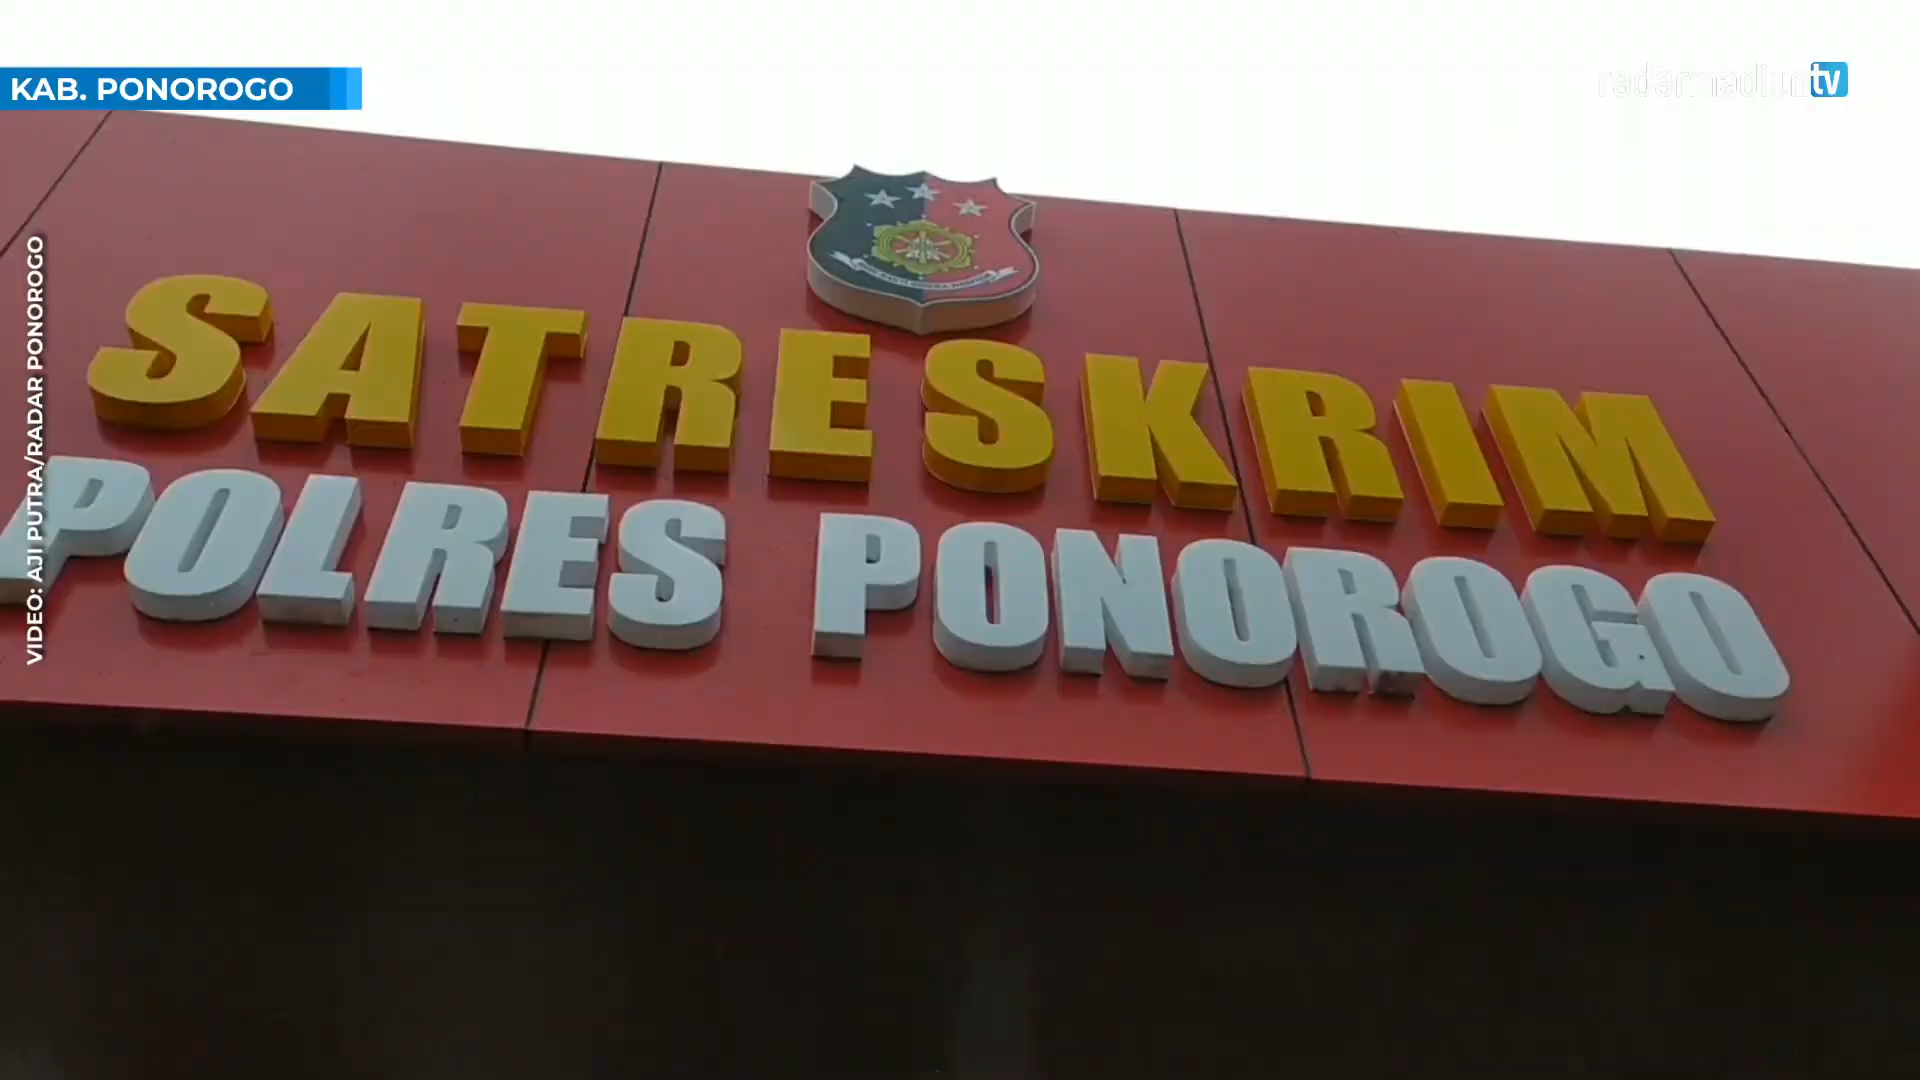 KAB. PONOROGO
radarmadiuntv
VIDEO: AJI PUTRA/RADAR PONOROGO
SATRESKRIM
POLRES PONOROGO